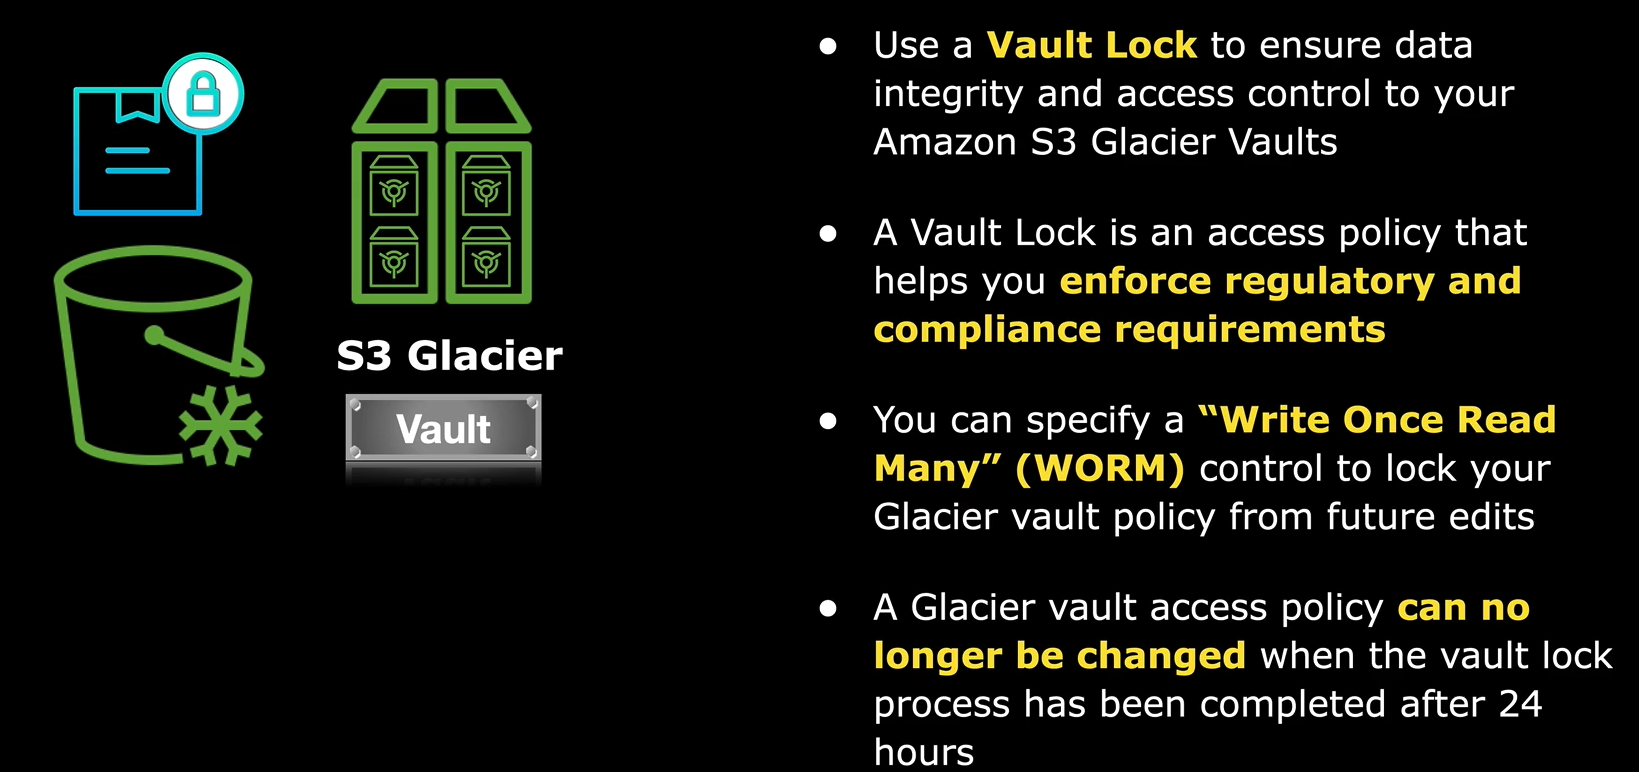 S3 Glacier
Vault
● Use a Vault Lock to ensure data
integrity and access control to your
Amazon S3 Glacier Vaults
● A Vault Lock is an access policy that
helps you enforce regulatory and
compliance requirements
● You can specify a “Write Once Read
Many” (WORM) control to lock your
Glacier vault policy from future edits
● A Glacier vault access policy can no
longer be changed when the vault lock
process has been completed after 24
hours